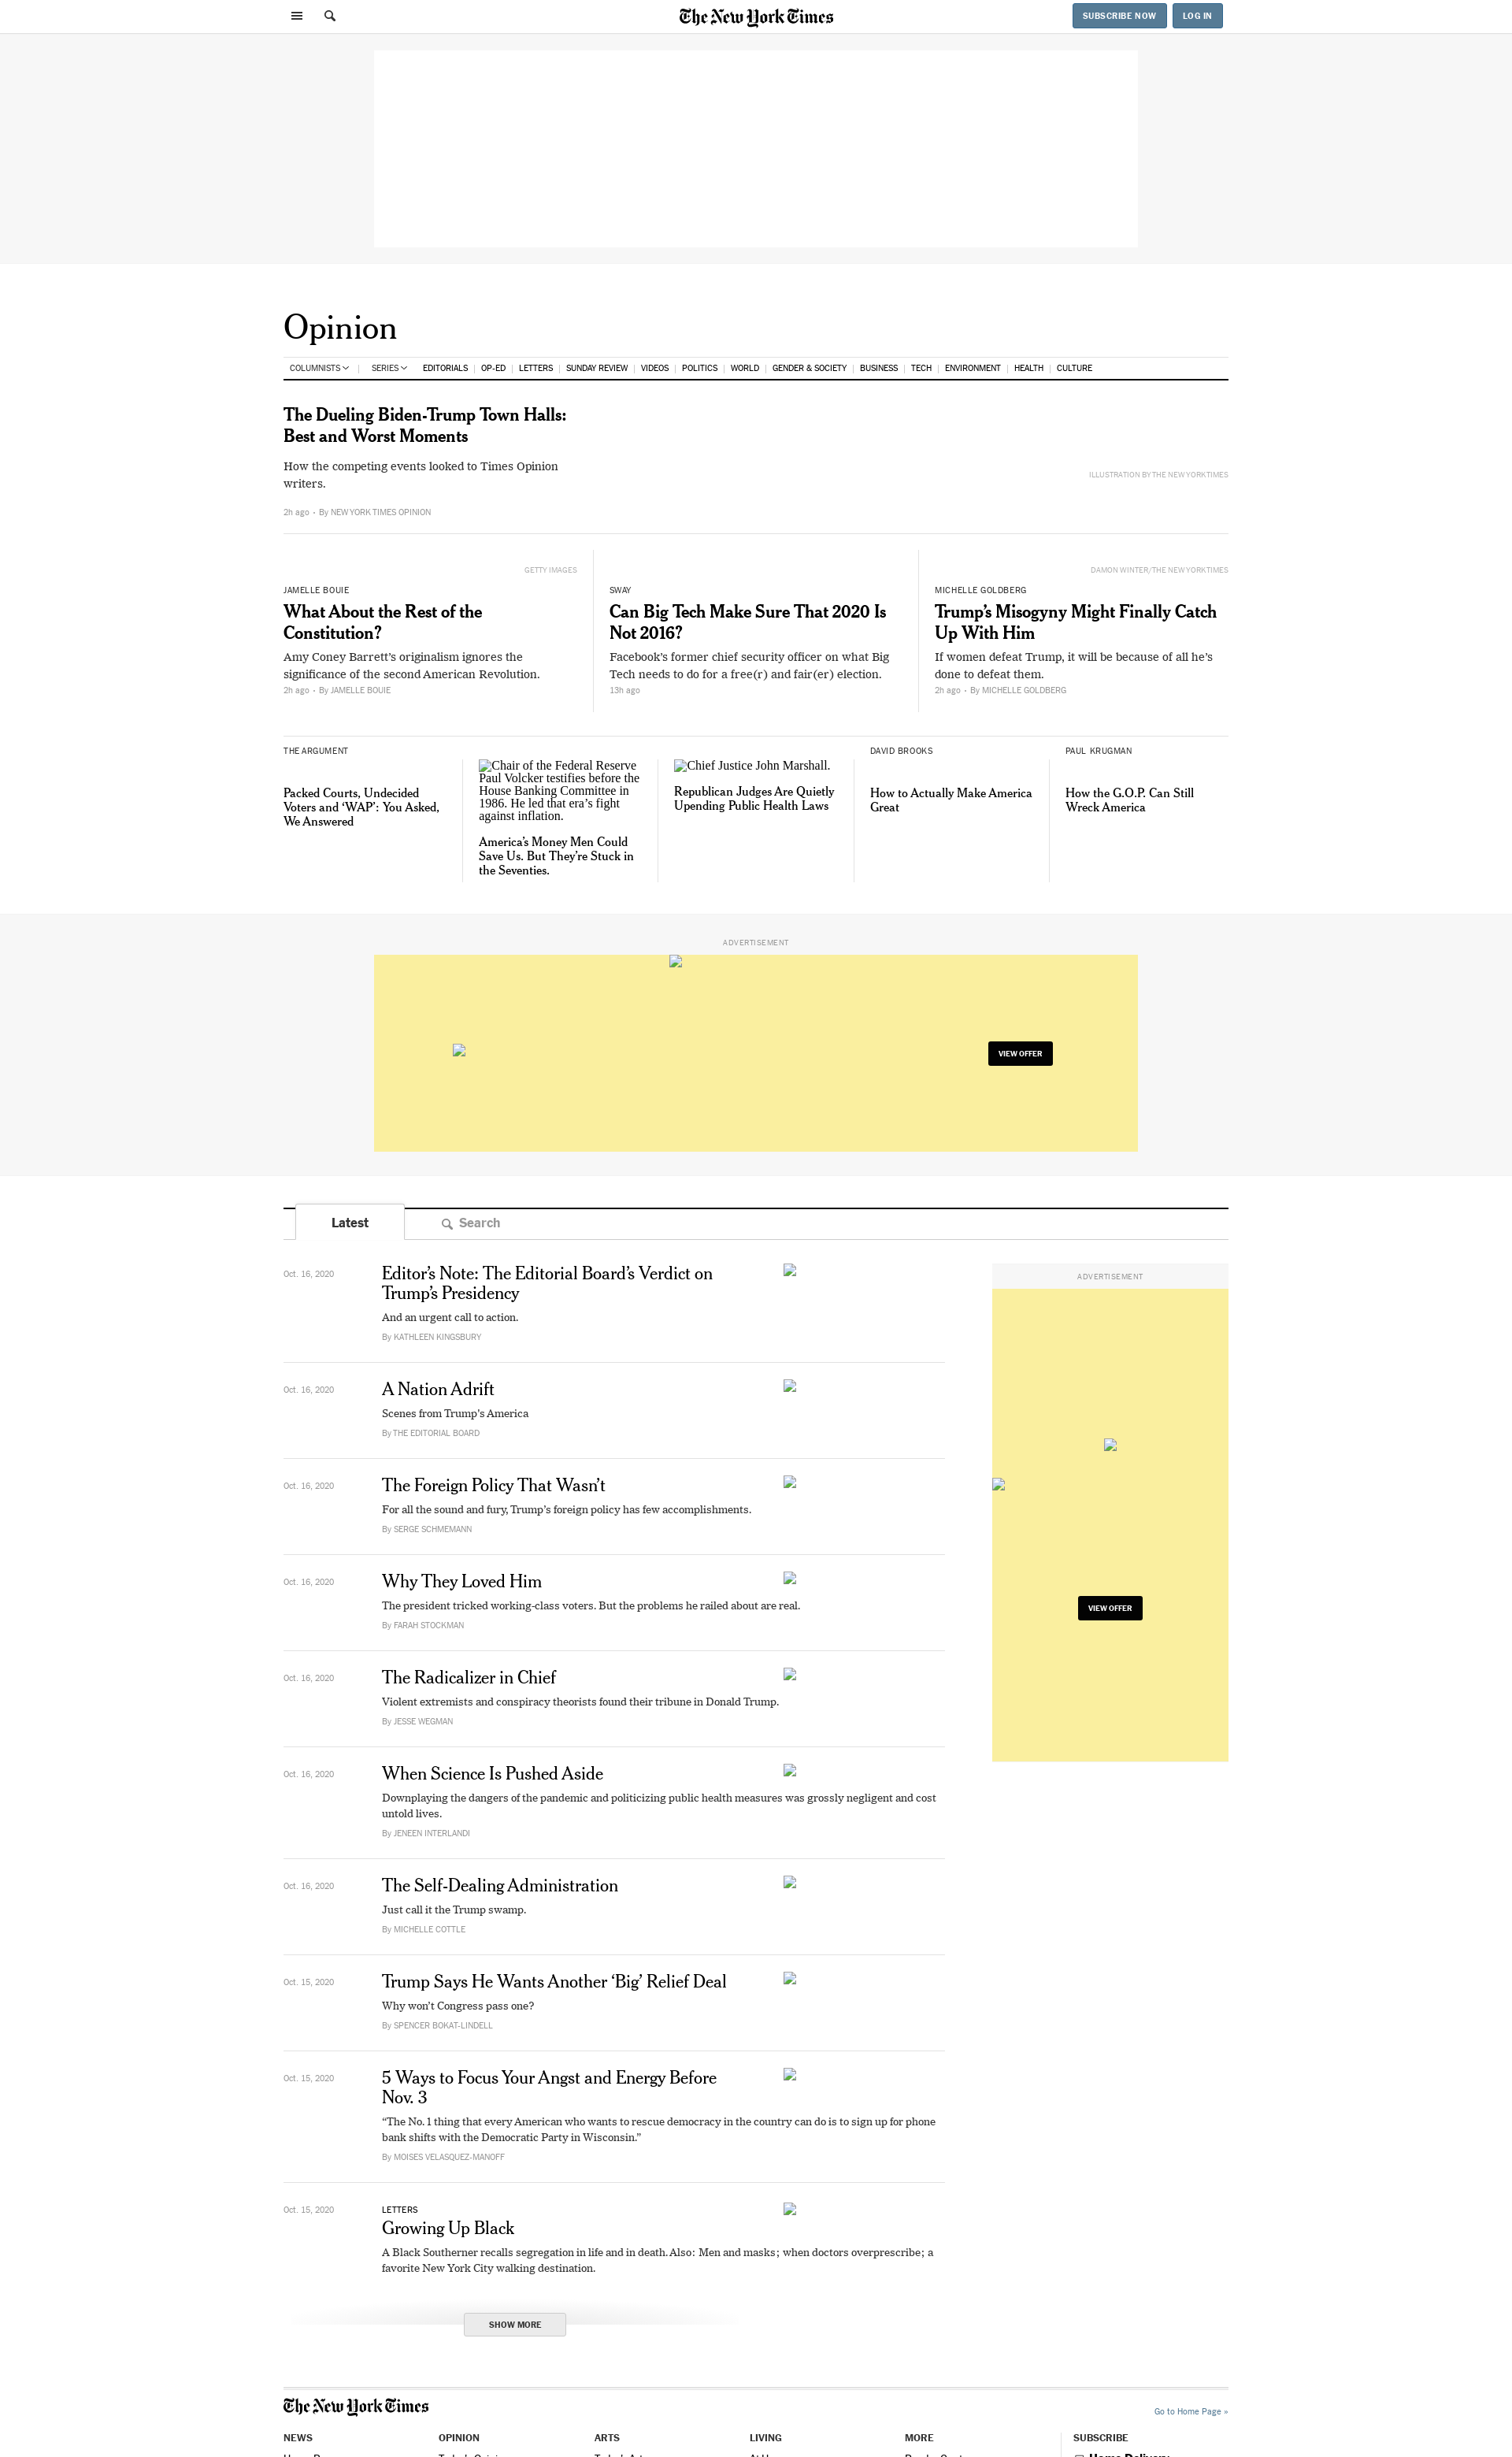 The New York Times
SUBSCRIBE NOW
LOG IN
Opinion
COLUMNISTS
SERIES
EDITORIALS
OP-ED
LETTERS
SUNDAY REVIEW
VIDEOS
POLITICS
WORLD
GENDER & SOCIETY
BUSINESS
TECH
ENVIRONMENT
HEALTH
CULTURE
The Dueling Biden-Trump Town Halls:
Best and Worst Moments
How the competing events looked to Times Opinion
writers.
ILLUSTRATION BY THE NEW YORK TIMES
2h ago • By NEW YORK TIMES OPINION
GETTY IMAGES
JAMELLE BOUIE
What About the Rest of the
Constitution?
Amy Coney Barrett’s originalism ignores the
significance of the second American Revolution.
2h ago • By JAMELLE BOUIE
SWAY
Can Big Tech Make Sure That 2020 Is
Not 2016?
Facebook’s former chief security officer on what Big
Tech needs to do for a free(r) and fair(er) election.
13h ago
DAMON WINTER/THE NEW YORK TIMES
MICHELLE GOLDBERG
Trump’s Misogyny Might Finally Catch
Up With Him
If women defeat Trump, it will be because of all he’s
done to defeat them.
2h ago • By MICHELLE GOLDBERG
THE ARGUMENT
Packed Courts, Undecided
Voters and ‘WAP’: You Asked,
We Answered
Chair of the Federal Reserve
Paul Volcker testifies before the
House Banking Committee in
1986. He led that era’s fight
against inflation.
America’s Money Men Could
Save Us. But They’re Stuck in
the Seventies.
Chief Justice John Marshall.
Republican Judges Are Quietly
Upending Public Health Laws
DAVID BROOKS
How to Actually Make America
Great
PAUL KRUGMAN
How the G.O.P. Can Still
Wreck America
ADVERTISEMENT
VIEW OFFER
Latest
Search
Oct. 16, 2020
Editor’s Note: The Editorial Board’s Verdict on
Trump’s Presidency
And an urgent call to action.
By KATHLEEN KINGSBURY
ADVERTISEMENT
VIEW OFFER
Oct. 16, 2020
A Nation Adrift
Scenes from Trump’s America
By THE EDITORIAL BOARD
Oct. 16, 2020
The Foreign Policy That Wasn’t
For all the sound and fury, Trump’s foreign policy has few accomplishments.
By SERGE SCHMEMANN
Oct. 16, 2020
Why They Loved Him
The president tricked working-class voters. But the problems he railed about are real.
By FARAH STOCKMAN
Oct. 16, 2020
The Radicalizer in Chief
Violent extremists and conspiracy theorists found their tribune in Donald Trump.
By JESSE WEGMAN
Oct. 16, 2020
When Science Is Pushed Aside
Downplaying the dangers of the pandemic and politicizing public health measures was grossly negligent and cost
untold lives.
By JENEEN INTERLANDI
Oct. 16, 2020
The Self-Dealing Administration
Just call it the Trump swamp.
By MICHELLE COTTLE
Oct. 15, 2020
Trump Says He Wants Another ‘Big’ Relief Deal
Why won’t Congress pass one?
By SPENCER BOKAT-LINDELL
Oct. 15, 2020
5 Ways to Focus Your Angst and Energy Before
Nov. 3
“The No. 1 thing that every American who wants to rescue democracy in the country can do is to sign up for phone
bank shifts with the Democratic Party in Wisconsin.”
By MOISES VELASQUEZ-MANOFF
Oct. 15, 2020
LETTERS
Growing Up Black
A Black Southerner recalls segregation in life and in death. Also: Men and masks; when doctors overprescribe; a
favorite New York City walking destination.
SHOW MORE
The New York Times
Go to Home Page »
NEWS
OPINION
ARTS
LIVING
MORE
SUBSCRIBE